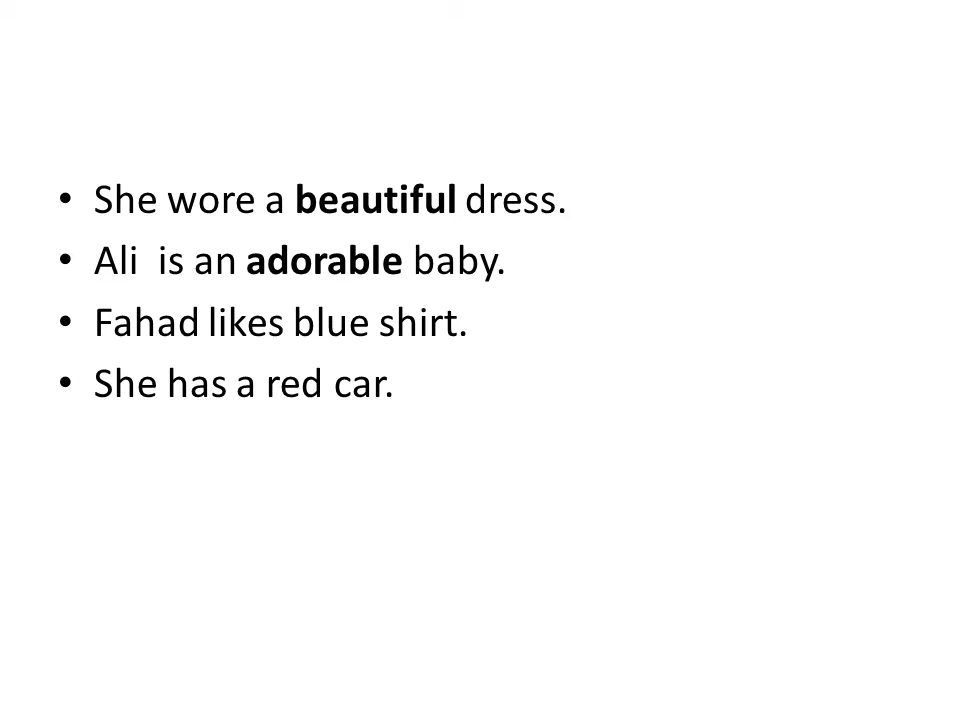 • She wore a beautiful dress.
• Ali  is an adorable baby.
• Fahad likes blue shirt.
• She has a red car.